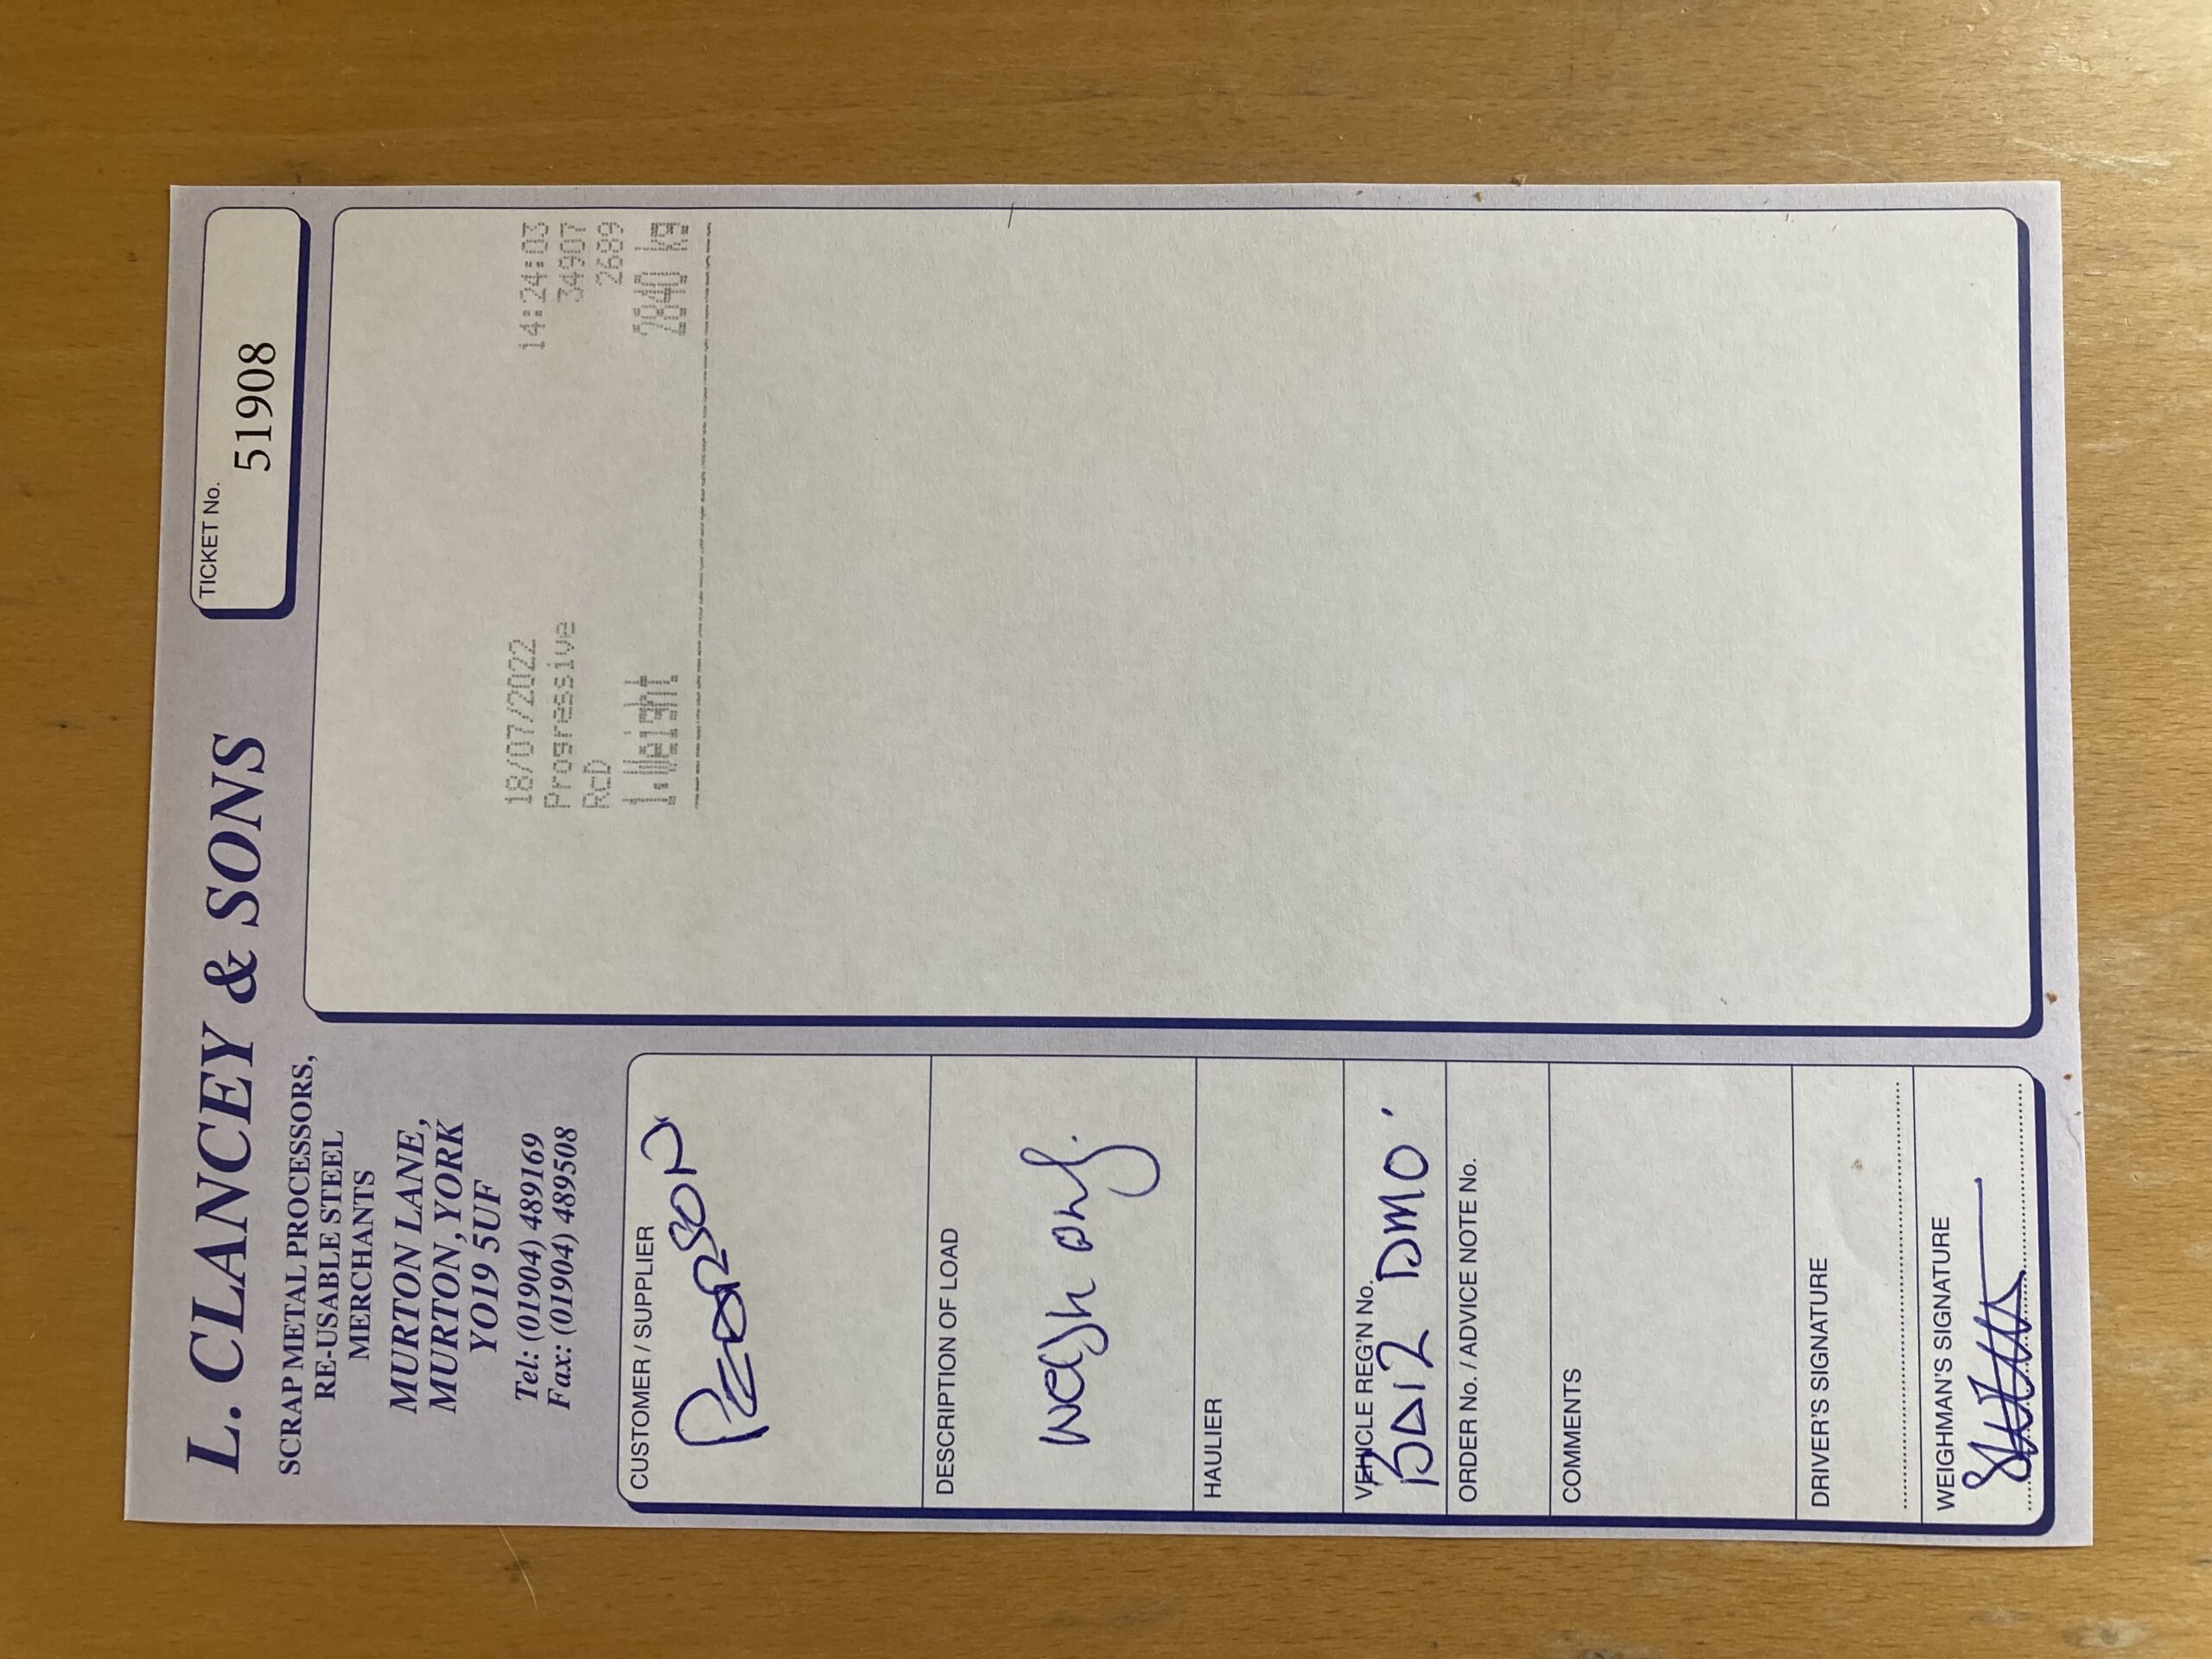 L. CLANCEY & SONS
SCRAP METAL PROCESSORS,
RE-USABLE STEEL
MERCHANTS
MURTON LANE,
MURTON, YORK
YO19 5UF
Tel: (01904) 489169
Fax: (01904) 489508
TICKET No.
51908
CUSTOMER / SUPPLIER
PEARSON
DESCRIPTION OF LOAD
weigh only.
HAULIER
VEHICLE REG'N No.
DMO
ORDER No. / ADVICE NOTE No.
COMMENTS
DRIVER'S SIGNATURE
WEIGHMAN'S SIGNATURE
18/07/2022 14:24:03
Progressive 34907
RcD 2689
1.Weight 2840 kg